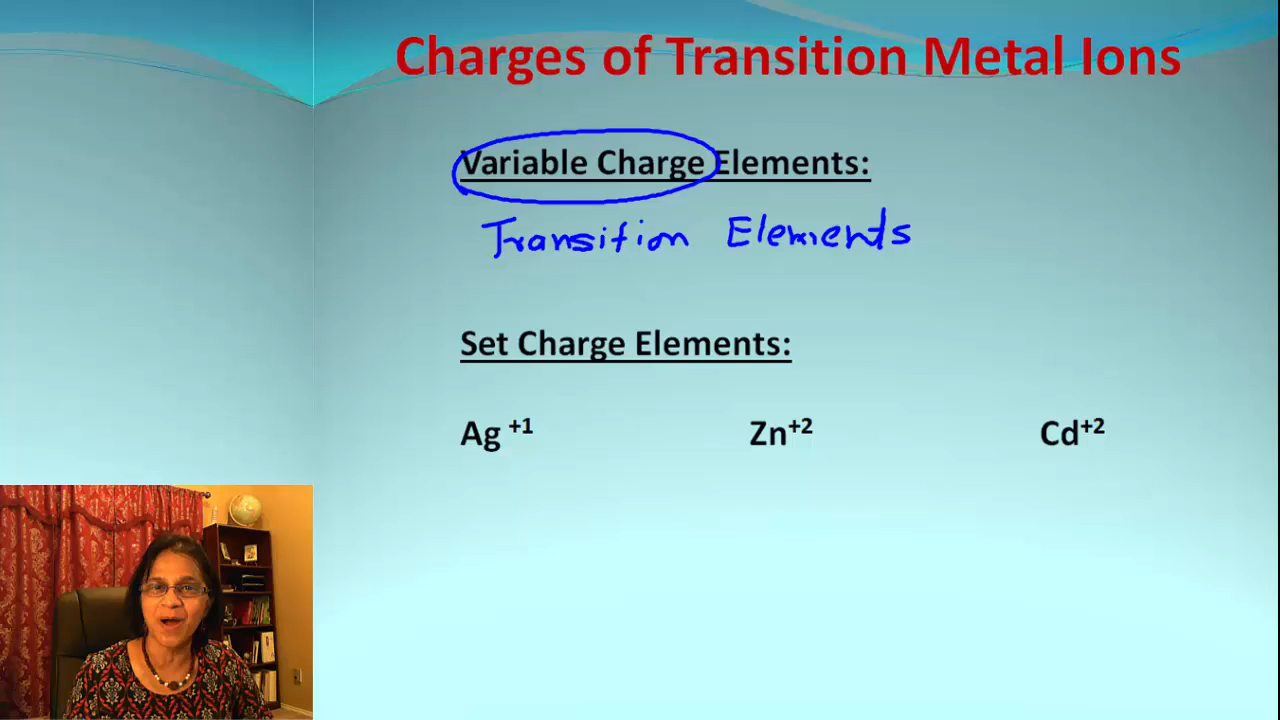 Charges of Transition Metal Ions
Variable Charge Elements:
Transition Elements
Set Charge Elements:
Ag +1 Zn+2 Cd+2